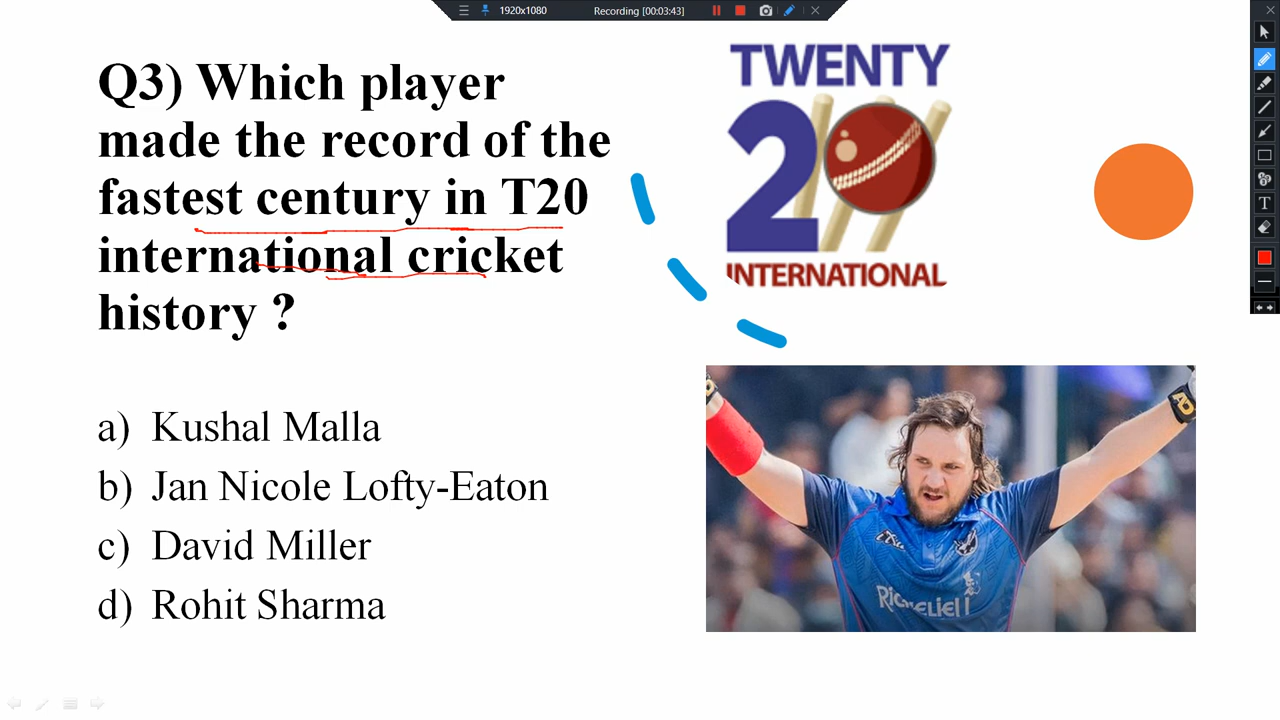 1920x1080
Recording [00:03:43]
Q3) Which player
made the record of the
fastest century in T20
international cricket
history ?
TWENTY
20
INTERNATIONAL
a) Kushal Malla
b) Jan Nicole Lofty-Eaton
c) David Miller
d) Rohit Sharma
Richelieu
T